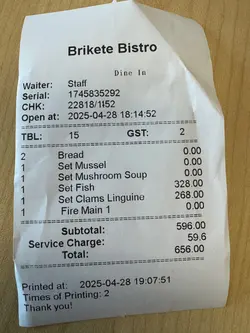 Brikete Bistro
Dine In
Waiter: Staff
Serial: 1745835292
CHK: 22818/1152
Open at: 2025-04-28 18:14:52
TBL: 15 GST: 2
2 Bread 0.00
1 Set Mussel 0.00
1 Set Mushroom Soup 0.00
1 Set Fish 328.00
1 Set Clams Linguine 268.00
1 Fire Main 1 0.00
Subtotal: 596.00
Service Charge: 59.6
Total: 656.00
Printed at: 2025-04-28 19:07:51
Times of Printing: 2
Thank you!